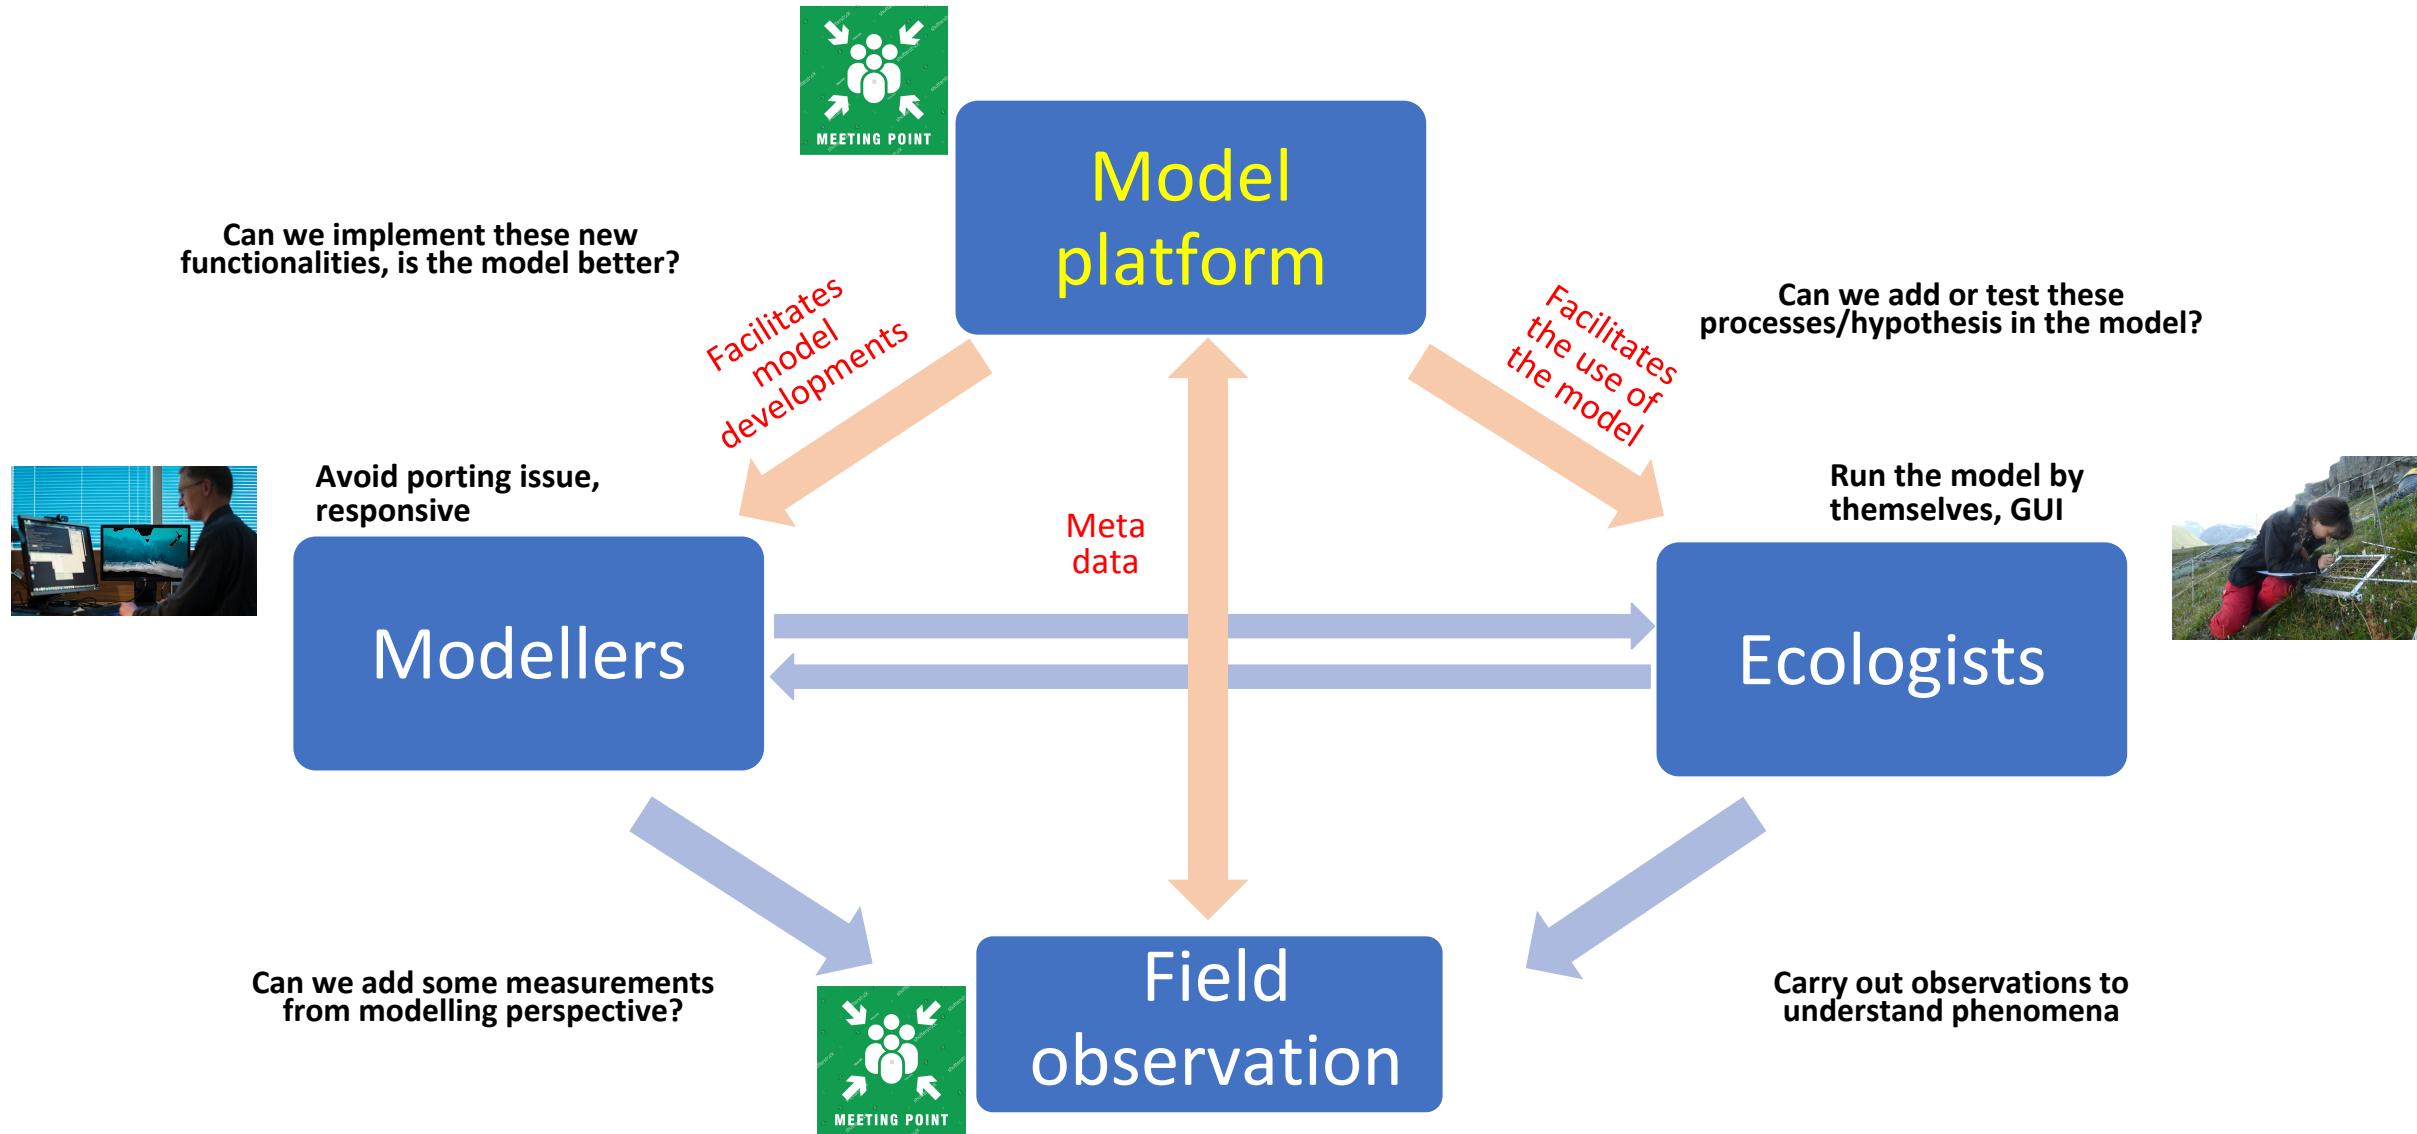 MEETING POINT
Model
platform
Can we implement these new
functionalities, is the model better?
Can we add or test these
processes/hypothesis in the model?
Facilitates
model
developments
Facilitates
the use of
the model
Avoid porting issue,
responsive
Run the model by
themselves, GUI
Meta
data
Modellers
Ecologists
Can we add some measurements
from modelling perspective?
Field
observation
Carry out observations to
understand phenomena
MEETING POINT